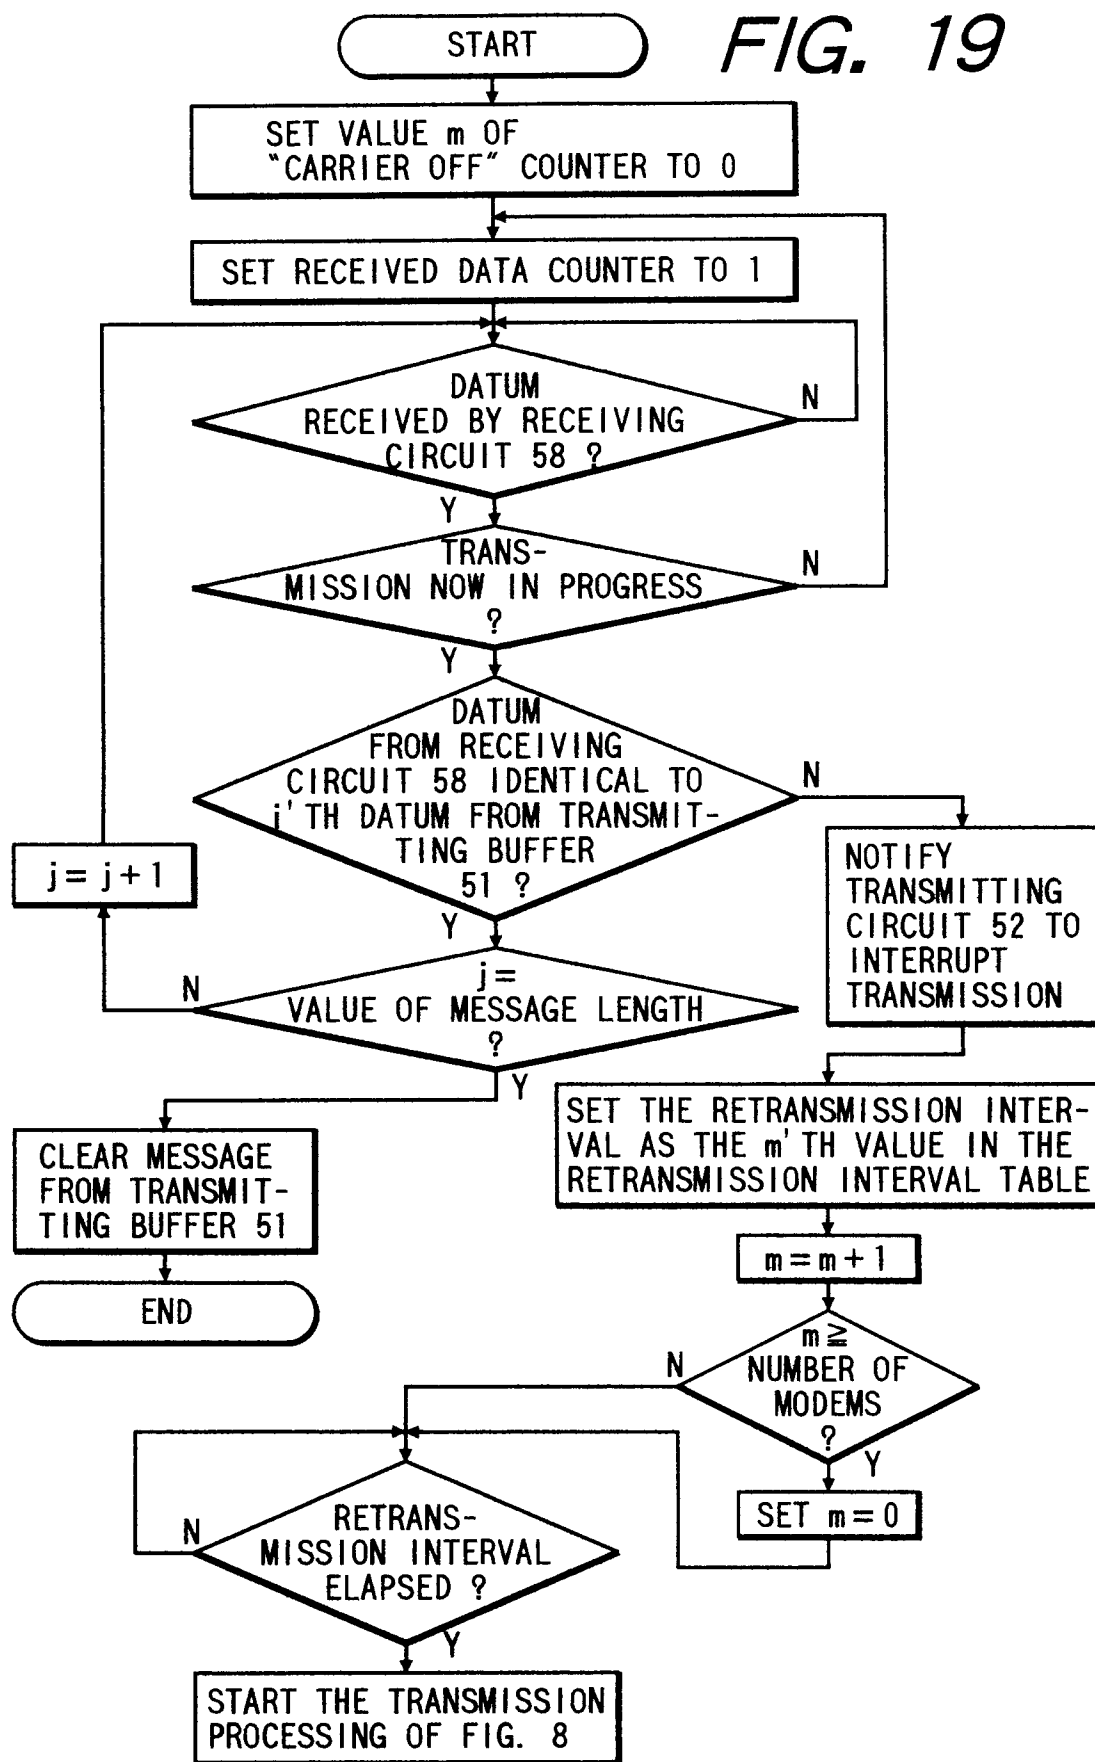 FIG. 19
START
SET VALUE m OF
"CARRIER OFF" COUNTER TO 0
SET RECEIVED DATA COUNTER TO 1
DATUM
RECEIVED BY RECEIVING
CIRCUIT 58 ?
N
Y
TRANS-
MISSION NOW IN PROGRESS
?
N
Y
DATUM
FROM RECEIVING
CIRCUIT 58 IDENTICAL TO
j'TH DATUM FROM TRANSMIT-
TING BUFFER
51 ?
N
Y
j = j + 1
NOTIFY
TRANSMITTING
CIRCUIT 52 TO
INTERRUPT
TRANSMISSION
j =
VALUE OF MESSAGE LENGTH
?
N
Y
CLEAR MESSAGE
FROM TRANSMIT-
TING BUFFER 51
END
SET THE RETRANSMISSION INTER-
VAL AS THE m'TH VALUE IN THE
RETRANSMISSION INTERVAL TABLE
m = m + 1
m ≧
NUMBER OF
MODEMS
?
N
Y
SET m = 0
RETRANS-
MISSION INTERVAL
ELAPSED ?
N
Y
START THE TRANSMISSION
PROCESSING OF FIG. 8